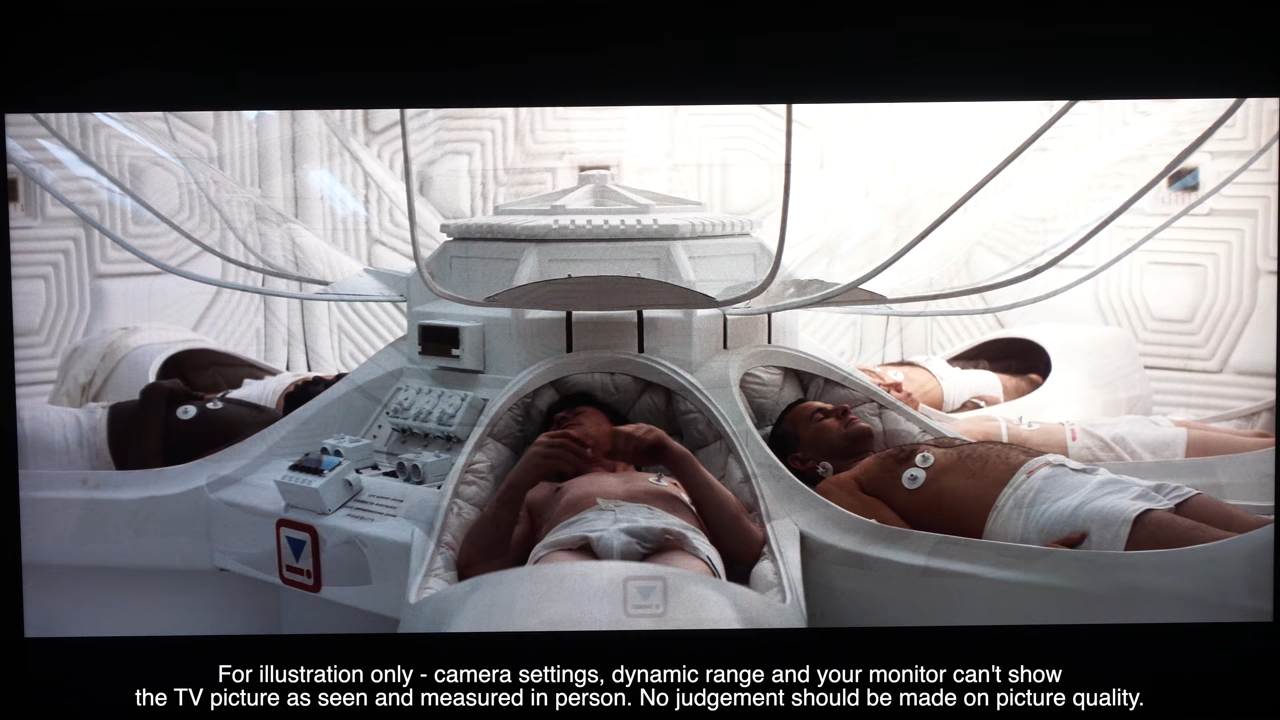 For illustration only - camera settings, dynamic range and your monitor can't show
the TV picture as seen and measured in person. No judgement should be made on picture quality.